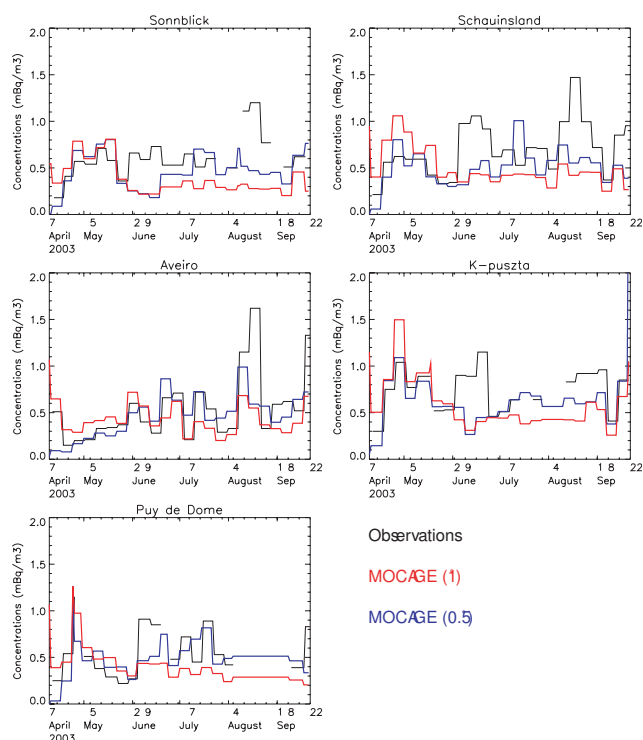 Sonnblick
Concentrations (mBq/m3)
2.0
1.5
1.0
0.5
0.0
7 5 2 9 7 4 1 8 22
April May June July August Sep
2003
Schauinsland
Concentrations (mBq/m3)
2.0
1.5
1.0
0.5
0.0
7 5 2 9 7 4 1 8 22
April May June July August Sep
2003
Aveiro
Concentrations (mBq/m3)
2.0
1.5
1.0
0.5
0.0
7 5 2 9 7 4 1 8 22
April May June July August Sep
2003
K-puszta
Concentrations (mBq/m3)
2.0
1.5
1.0
0.5
0.0
7 5 2 9 7 4 1 8 22
April May June July August Sep
2003
Puy de Dome
Concentrations (mBq/m3)
2.0
1.5
1.0
0.5
0.0
7 5 2 9 7 4 1 8 22
April May June July August Sep
2003
Observations
MOCAGE (1°)
MOCAGE (0.5°)